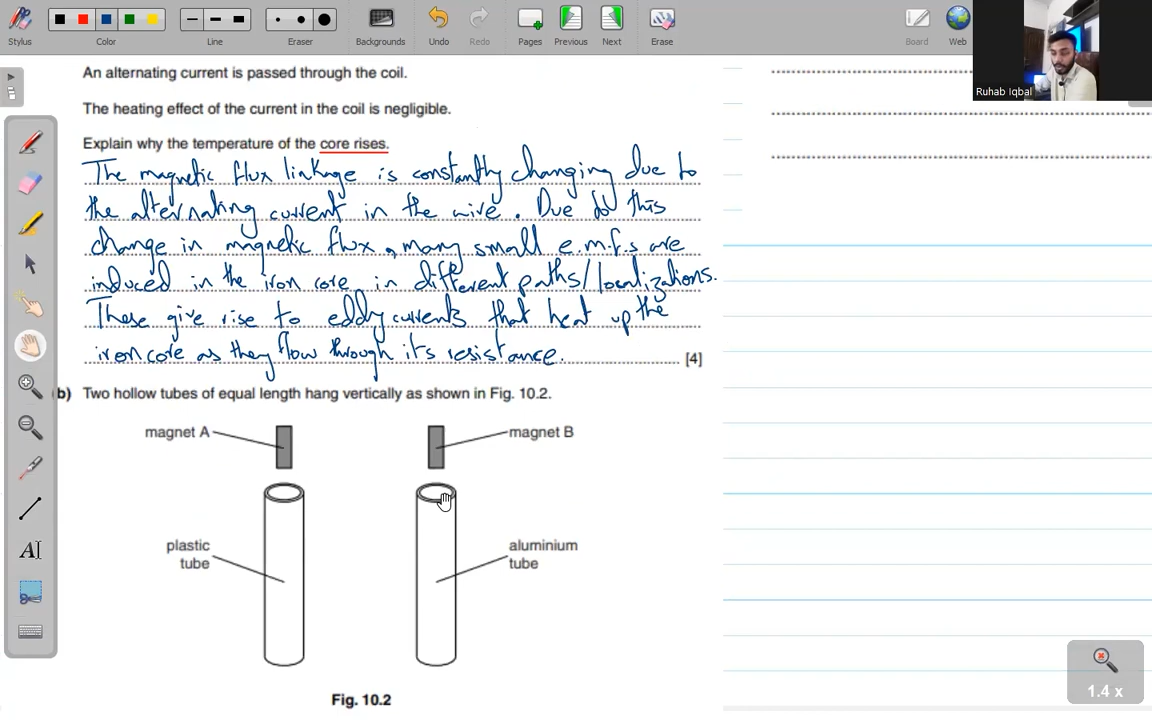 Stylus
Color
Line
Eraser
Backgrounds
Undo
Redo
Pages
Previous
Next
Erase
Board
Web
Ruhab Iqbal
An alternating current is passed through the coil.
The heating effect of the current in the coil is negligible.
Explain why the temperature of the core rises.
The magnetic flux linkage is constantly changing due to
the alternating current in the wire. Due to this
change in magnetic flux, many small e.m.f.s are
induced in the iron core in different paths/localizations.
These give rise to eddy currents that heat up the
iron core as they flow through its resistance.
[4]
b) Two hollow tubes of equal length hang vertically as shown in Fig. 10.2.
magnet A
magnet B
plastic
tube
aluminium
tube
Fig. 10.2
1.4 x